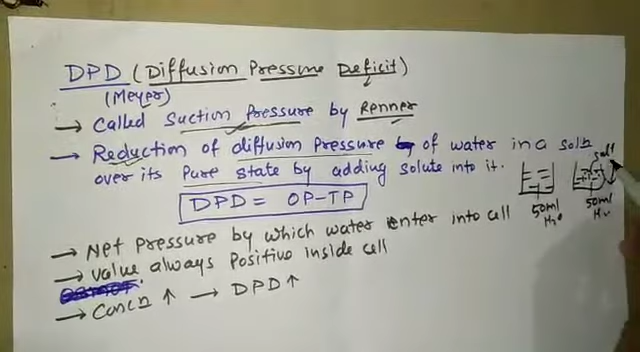 DPD (Diffusion Pressure Deficit)
(Meyer)
→ Called Suction Pressure by Renner
→ Reduction of diffusion pressure of water in a soln
over its Pure state by adding solute into it.
DPD = OP-TP
salt
50ml
H₂O
50ml
→ Net pressure by which water enter into cell
→ value always Positive inside cell
→ Concn ↑ → DPD ↑